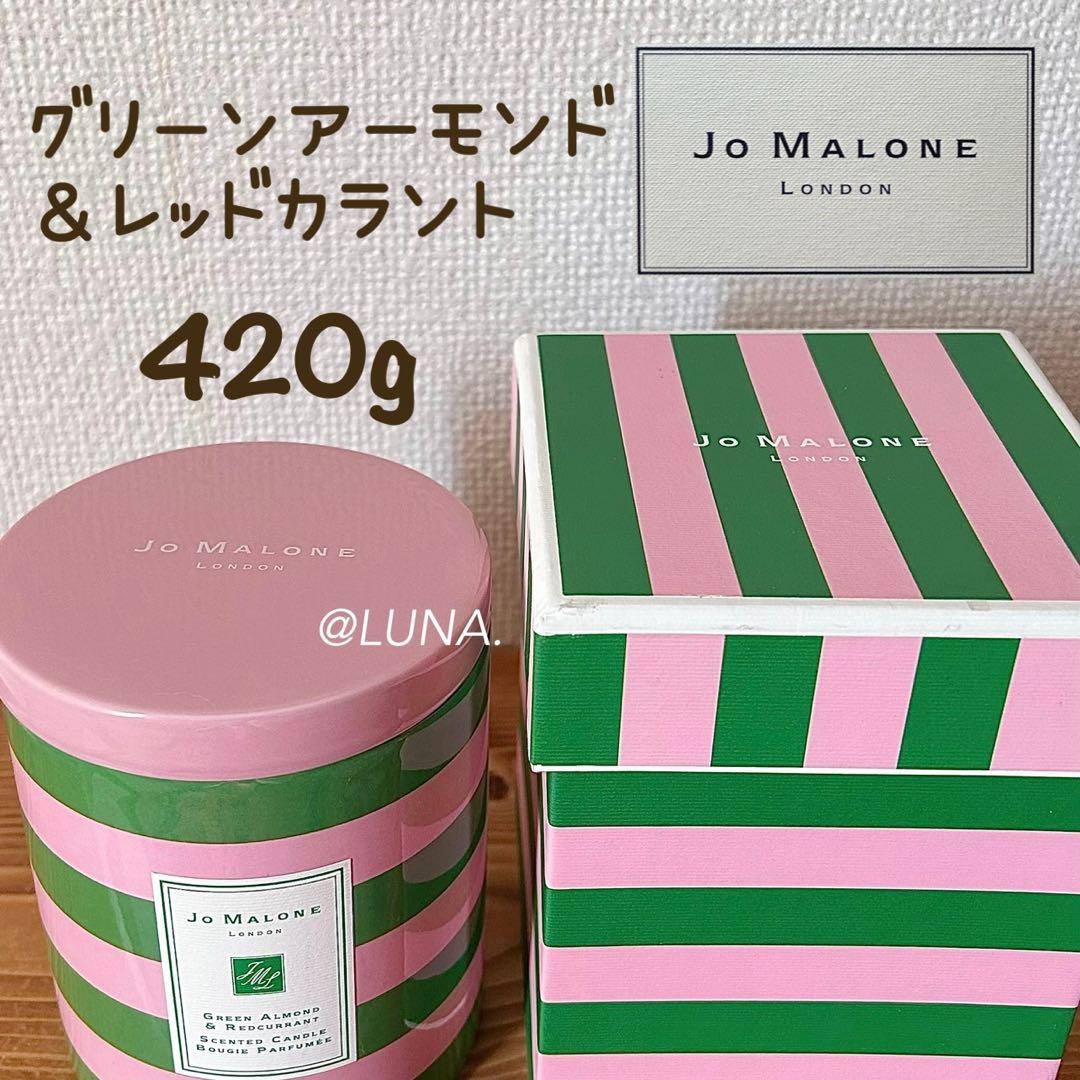 グリーンアーモンド
&レッドカラント
420g
JO MALONE
LONDON
JO MALONE
LONDON
JO MALONE
LONDON
@LUNA.
JO MALONE
LONDON
JML
GREEN ALMOND
& REDCURRANT
SCENTED CANDLE
BOUGIE PARFUMÉE